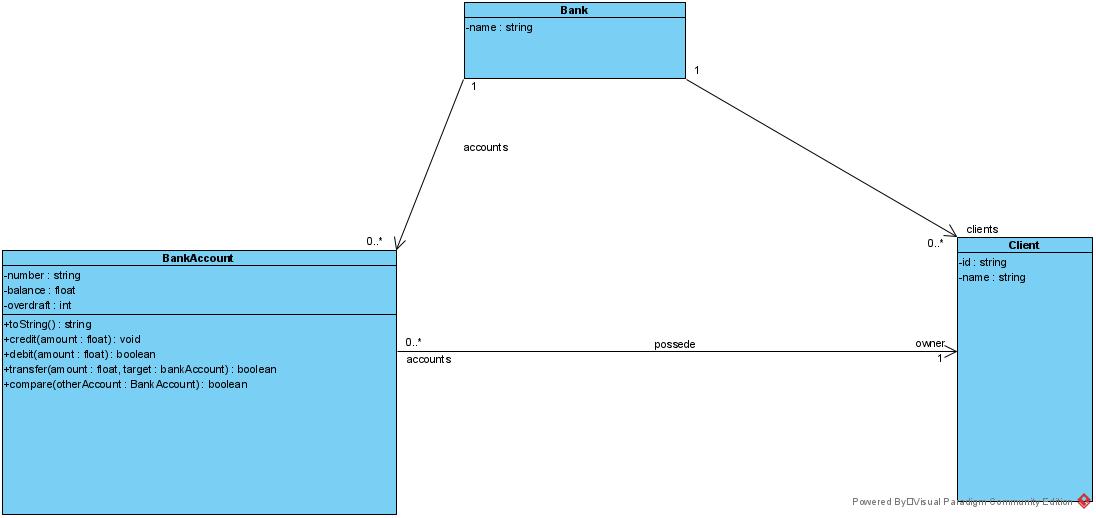 Bank
-name : string
1
1
accounts
0..*
clients
0..*
BankAccount
-number : string
-balance : float
-overdraft : int
+toString() : string
+credit(amount : float) : void
+debit(amount : float) : boolean
+transfer(amount : float, target : bankAccount) : boolean
+compare(otherAccount : BankAccount) : boolean
Client
-id : string
-name : string
0..*
accounts
possede
owner
1
Powered By Visual Paradigm Community Edition